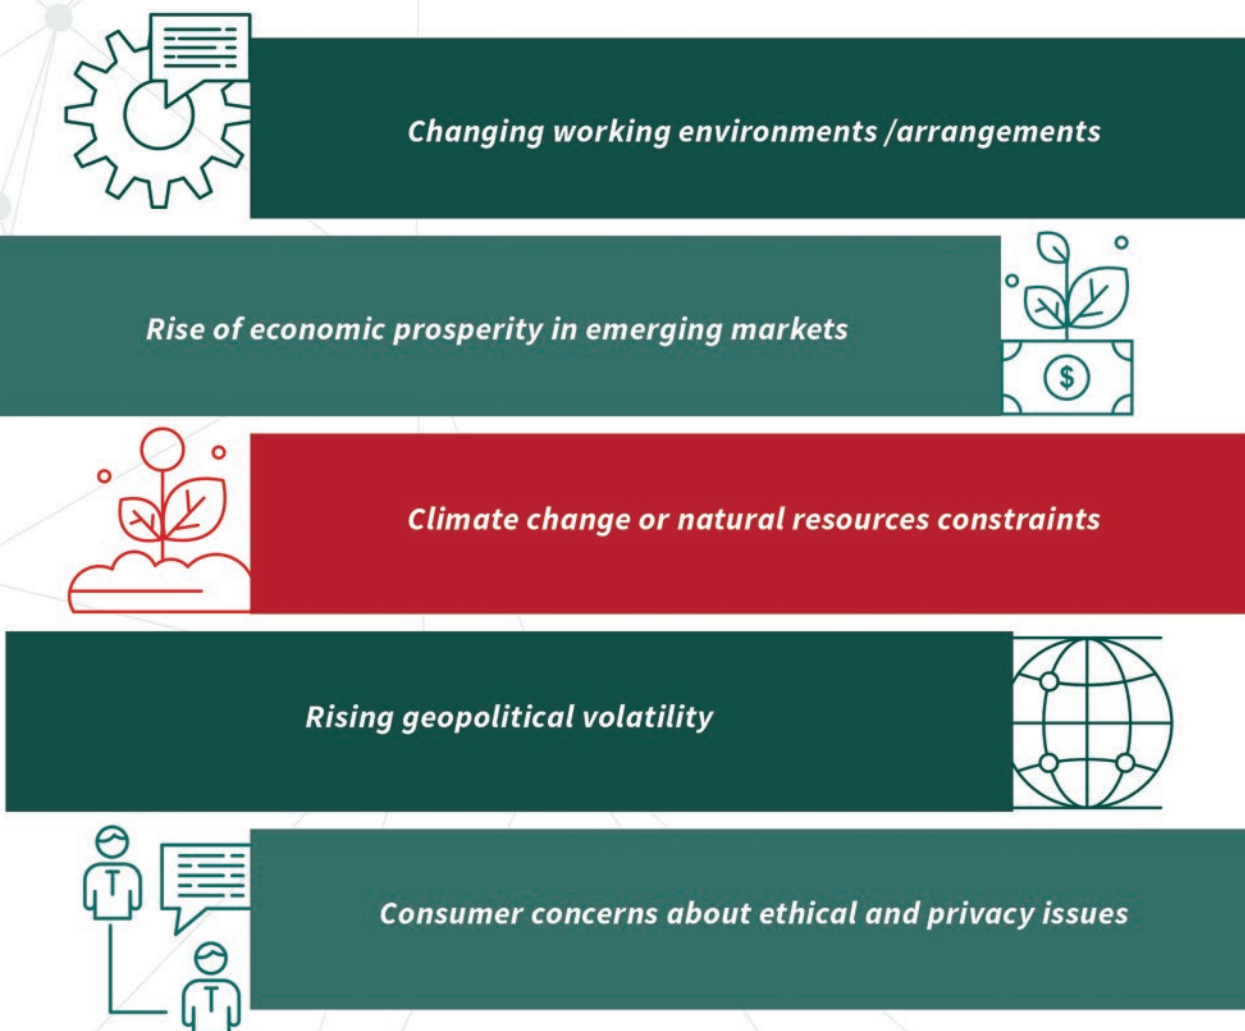 Changing working environments /arrangements
Rise of economic prosperity in emerging markets
$
Climate change or natural resources constraints
Rising geopolitical volatility
Consumer concerns about ethical and privacy issues